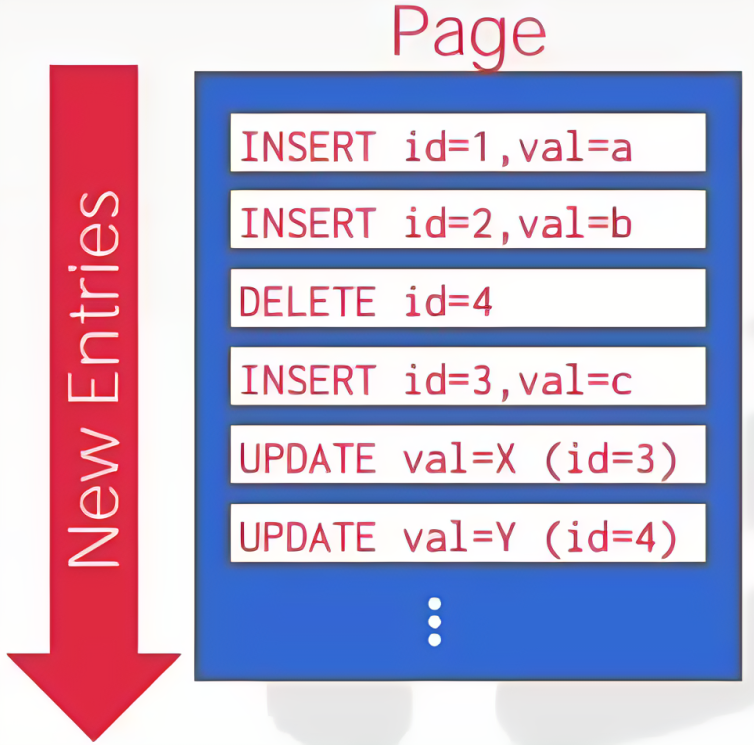 Page
New Entries
INSERT id=1,val=a
INSERT id=2,val=b
DELETE id=4
INSERT id=3,val=c
UPDATE val=X (id=3)
UPDATE val=Y (id=4)